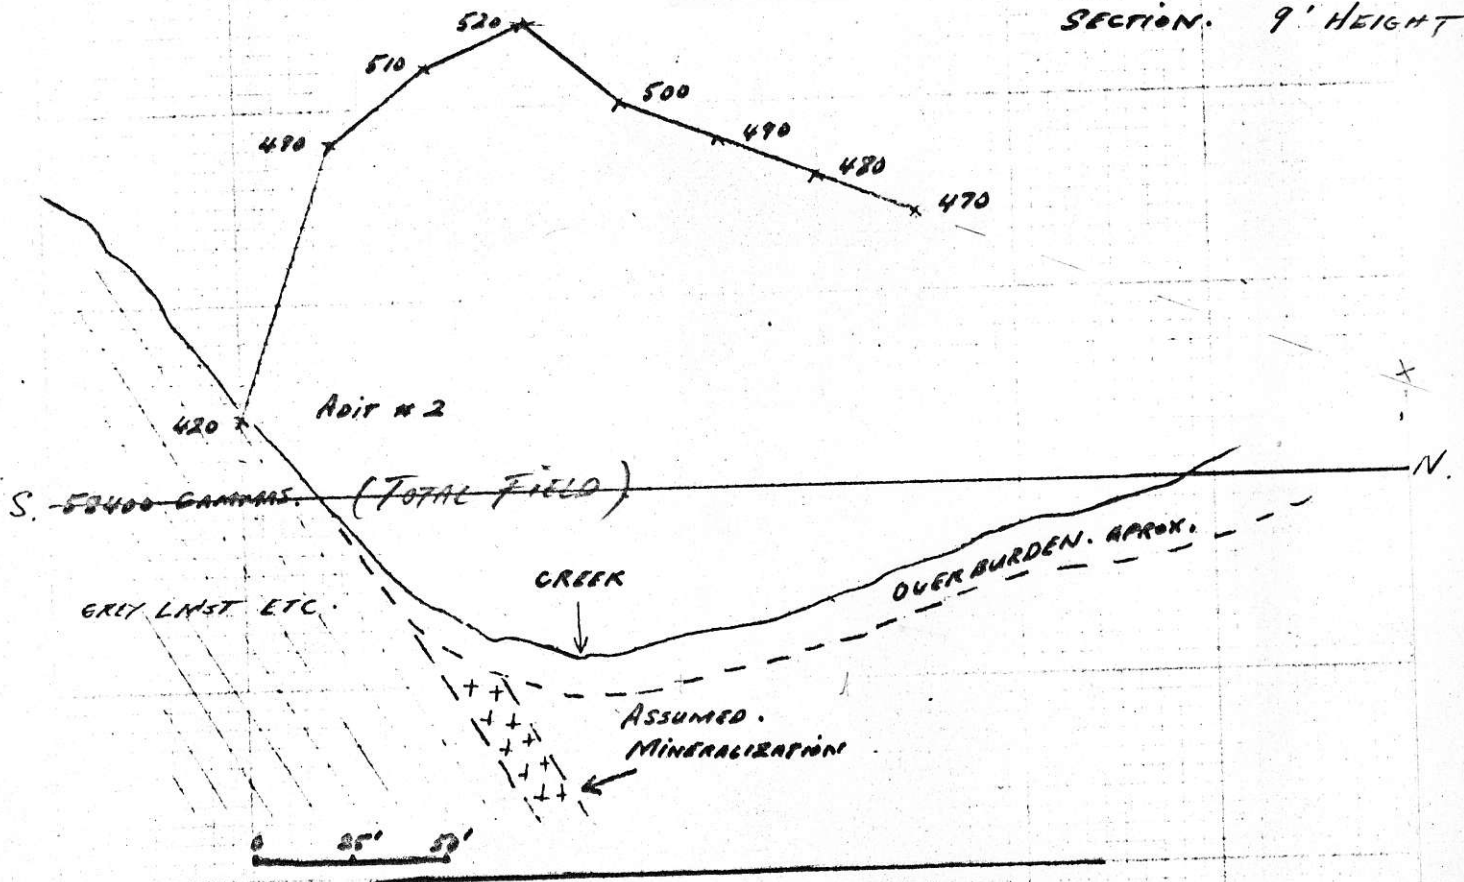 SECTION. 9' HEIGHT
520
510
500
490
490
480
470
420
ADIT # 2
S. 58400 GAMMAS. (TOTAL FIELD) N.
CREEK
OVERBURDEN. APROX.
GREY LMST ETC.
ASSUMED.
MINERALIZATION
0 25' 50'